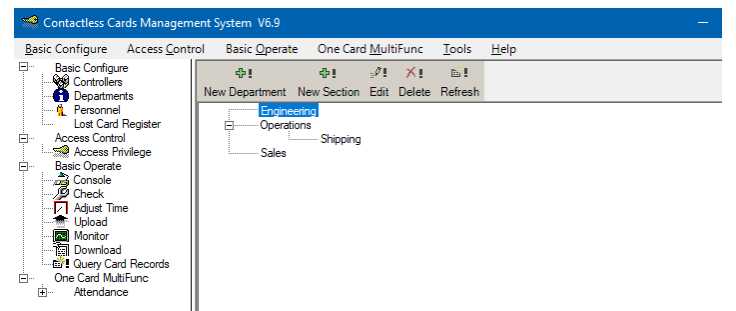 Contactless Cards Management System V6.9
Basic Configure Access Control Basic Operate One Card MultiFunc Tools Help
Basic Configure
Controllers
Departments
Personnel
Lost Card Register
Access Control
Access Privilege
Basic Operate
Console
Check
Adjust Time
Upload
Monitor
Download
Query Card Records
One Card MultiFunc
Attendance
New Department New Section Edit Delete Refresh
Engineering
Operations
Shipping
Sales